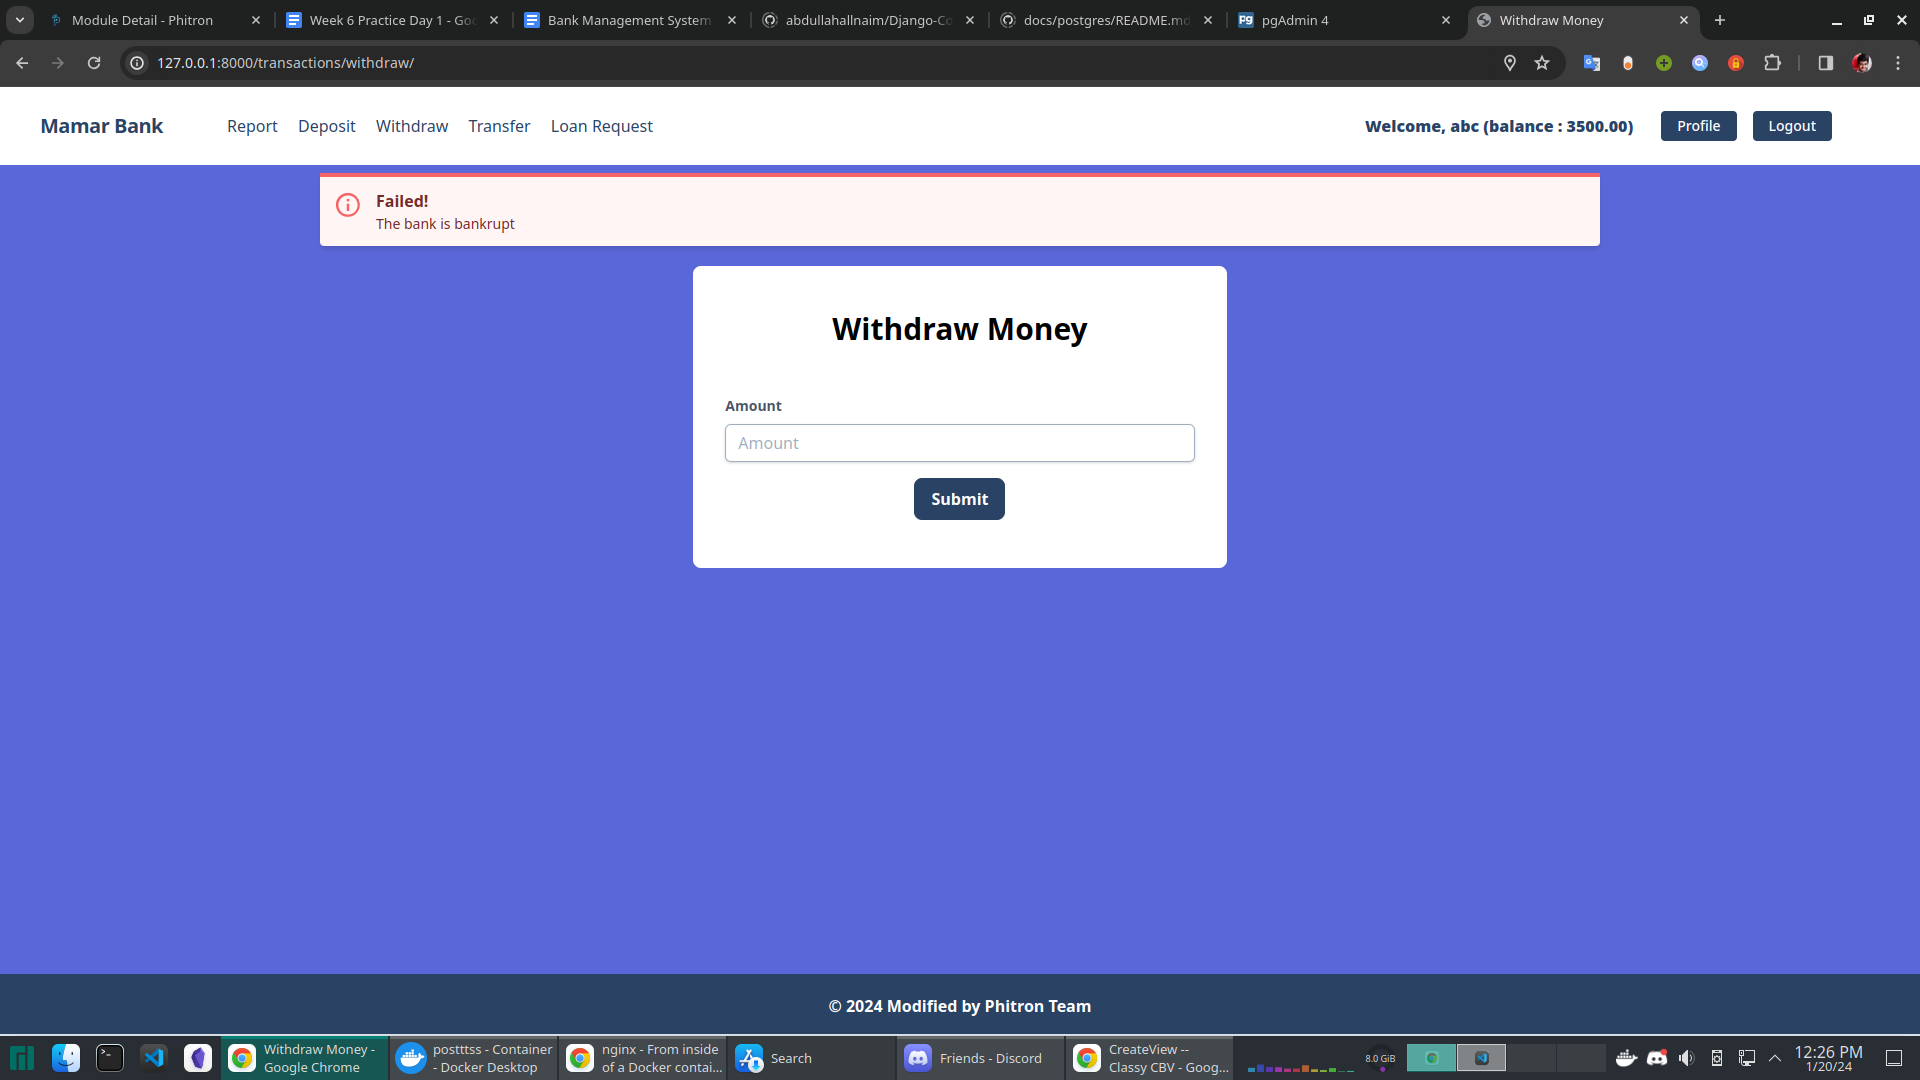 Module Detail - Phitron
Week 6 Practice Day 1 - Goo
Bank Management System
abdullahallnaim/Django-Co
docs/postgres/README.md
pgAdmin 4
Withdraw Money
127.0.0.1:8000/transactions/withdraw/
Mamar Bank
Report
Deposit
Withdraw
Transfer
Loan Request
Welcome, abc (balance : 3500.00)
Profile
Logout
Failed!
The bank is bankrupt
Withdraw Money
Amount
Amount
Submit
© 2024 Modified by Phitron Team
Withdraw Money -
Google Chrome
postttss - Container
- Docker Desktop
nginx - From inside
of a Docker contai...
Search
Friends - Discord
CreateView --
Classy CBV - Goog...
8.0 GiB
12:26 PM
1/20/24